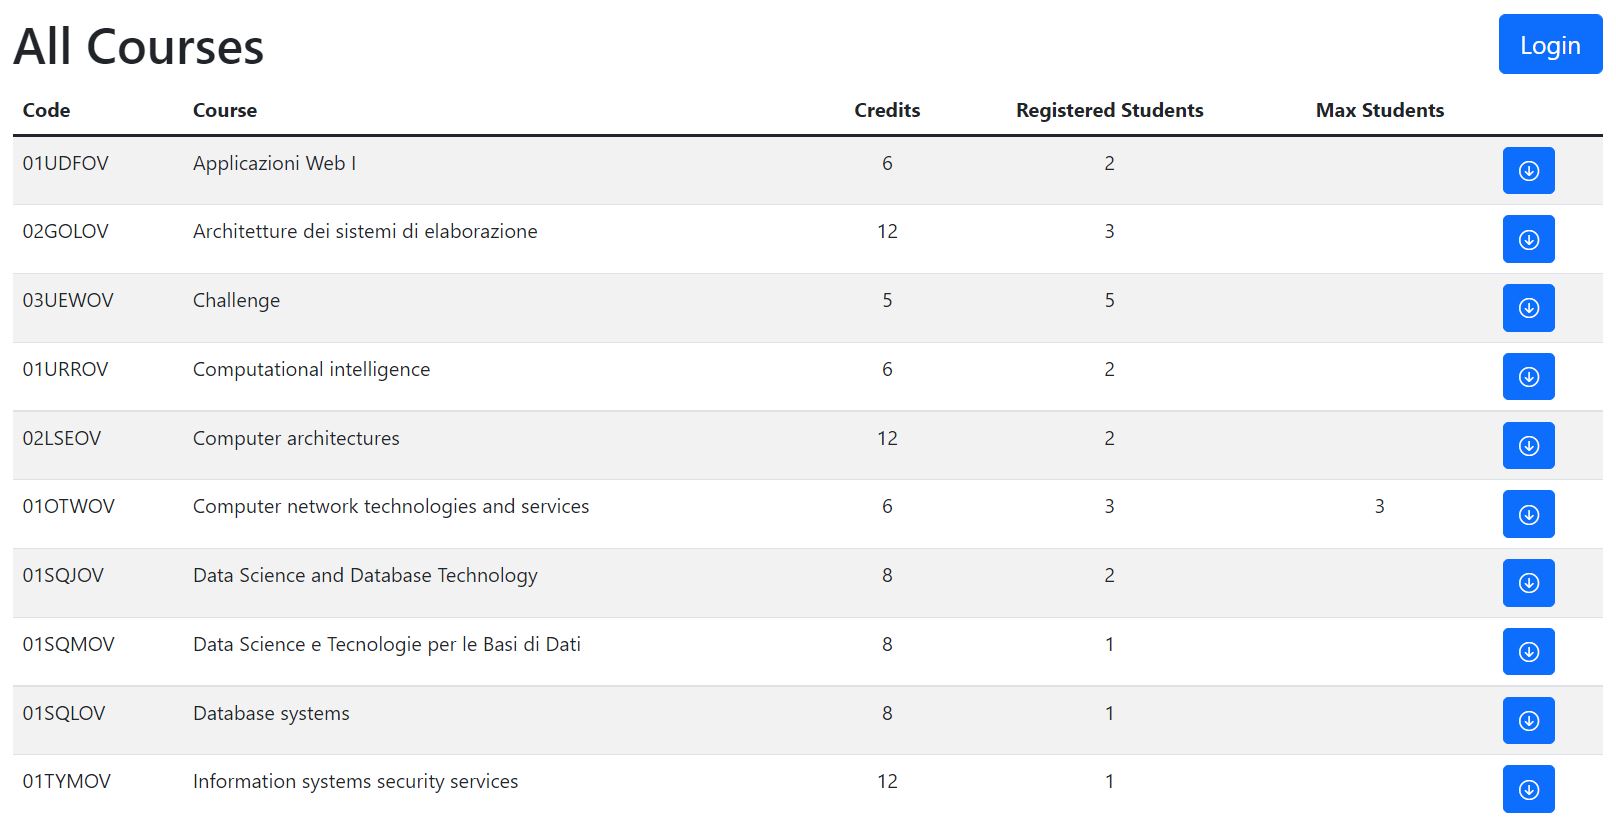 All Courses Login
Code Course Credits Registered Students Max Students
01UDFOV Applicazioni Web I 6 2
02GOLOV Architetture dei sistemi di elaborazione 12 3
03UEWOV Challenge 5 5
01URROV Computational intelligence 6 2
02LSEOV Computer architectures 12 2
01OTWOV Computer network technologies and services 6 3 3
01SQJOV Data Science and Database Technology 8 2
01SQMOV Data Science e Tecnologie per le Basi di Dati 8 1
01SQLOV Database systems 8 1
01TYMOV Information systems security services 12 1